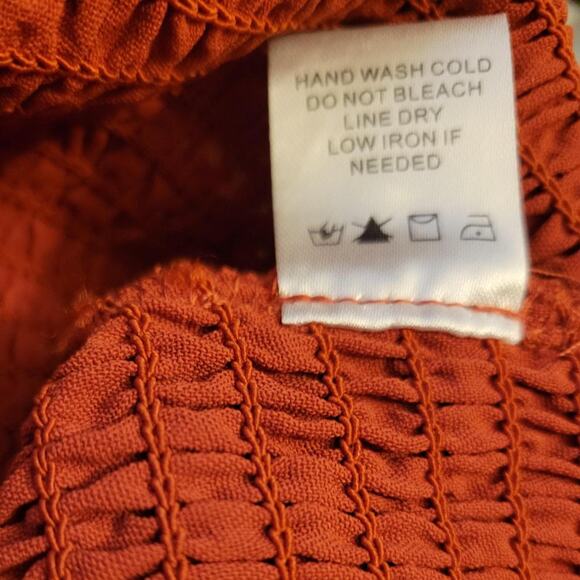 HAND WASH COLD
DO NOT BLEACH
LINE DRY
LOW IRON IF
NEEDED